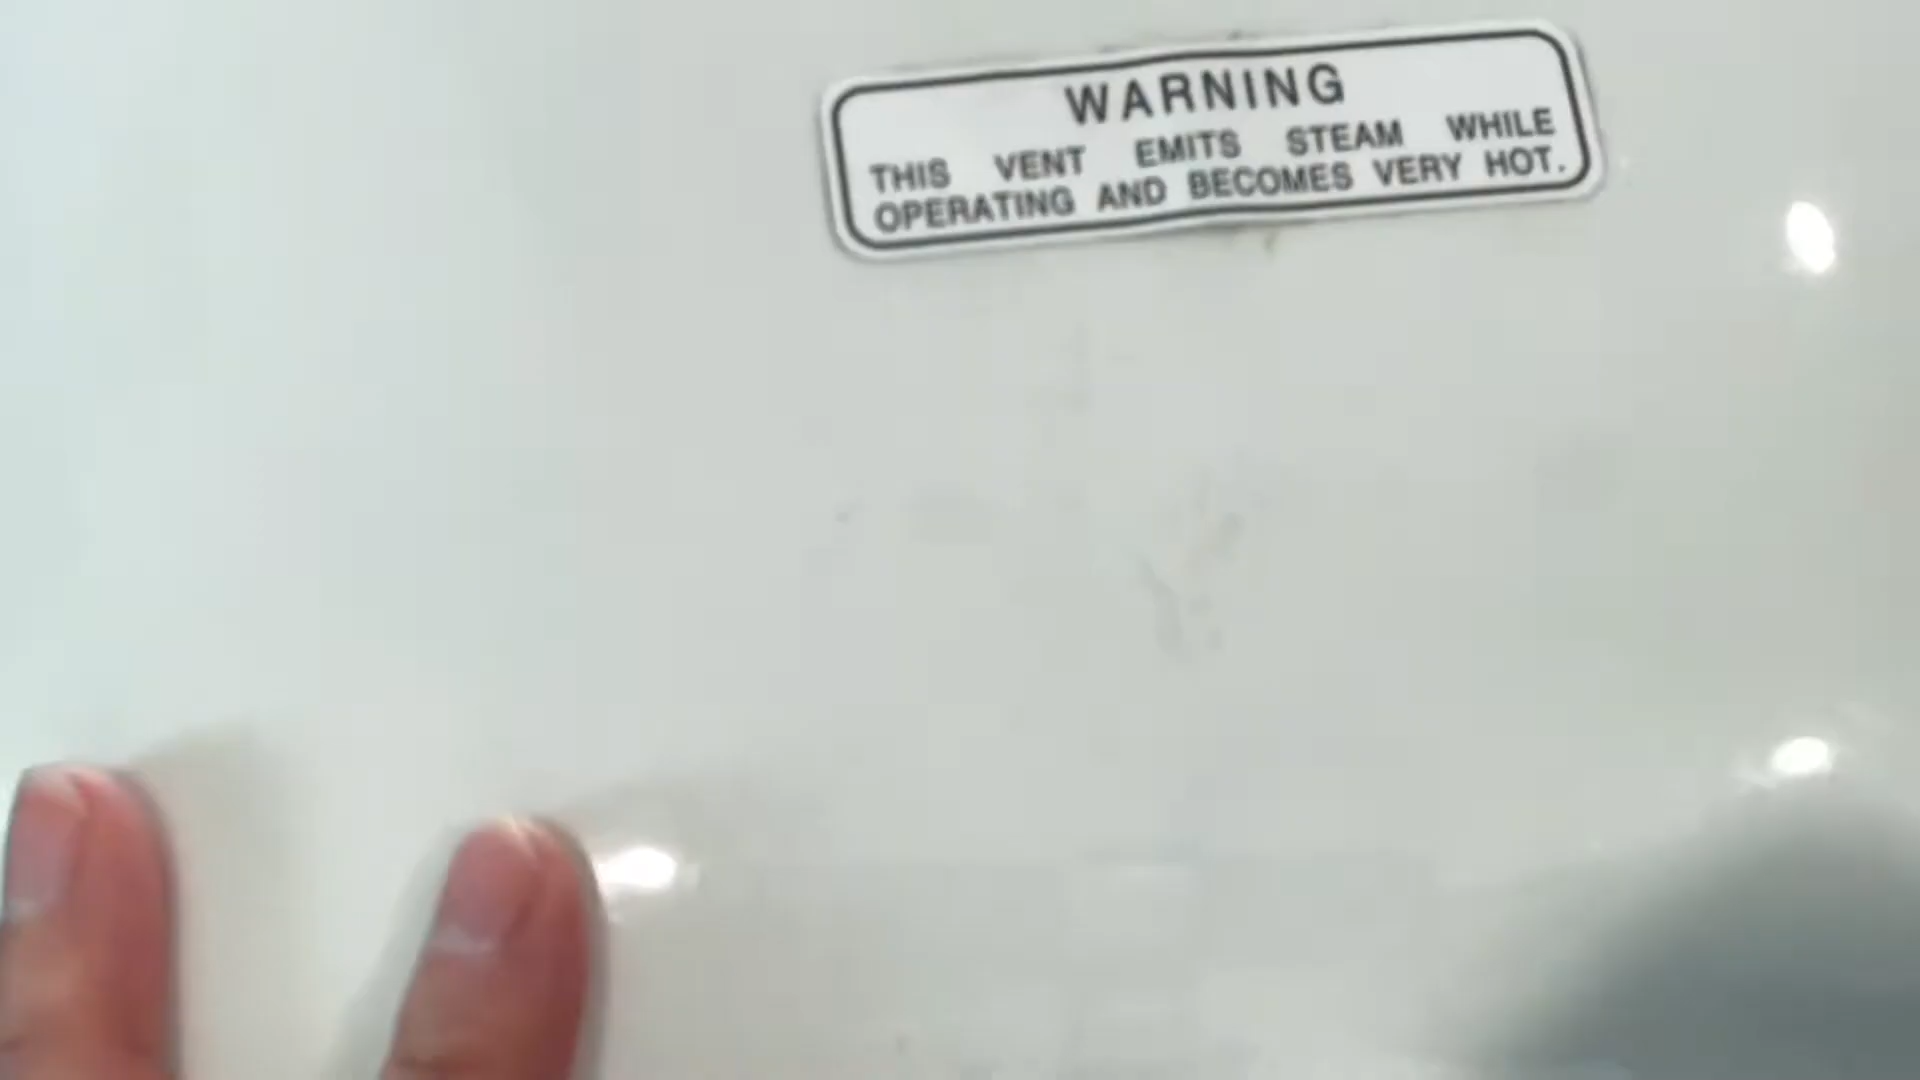 WARNING
THIS VENT EMITS STEAM WHILE
OPERATING AND BECOMES VERY HOT.